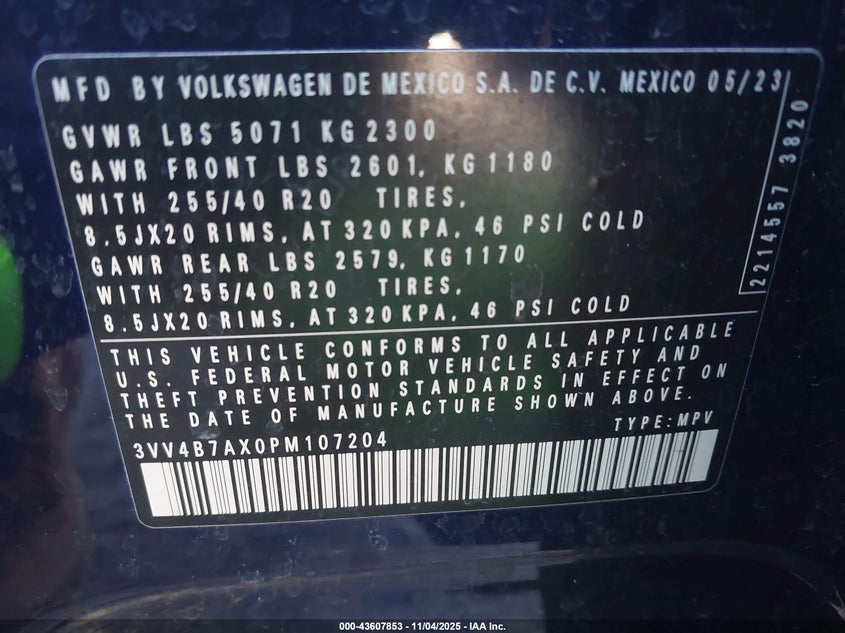 MFD BY VOLKSWAGEN DE MEXICO S.A. DE C.V. MEXICO 05/23
GVWR LBS 5071 KG 2300
GAWR FRONT LBS 2601, KG 1180
WITH 255/40 R20 TIRES,
8.5JX20 RIMS, AT 320 KPA, 46 PSI COLD
GAWR REAR LBS 2579, KG 1170
WITH 255/40 R20 TIRES,
8.5JX20 RIMS, AT 320 KPA, 46 PSI COLD
2214557 3820
THIS VEHICLE CONFORMS TO ALL APPLICABLE
U.S. FEDERAL MOTOR VEHICLE SAFETY AND
THEFT PREVENTION STANDARDS IN EFFECT ON
THE DATE OF MANUFACTURE SHOWN ABOVE.
3VV4B7AX0PM107204 TYPE: MPV
000-43607853 - 11/04/2025 - IAA Inc.